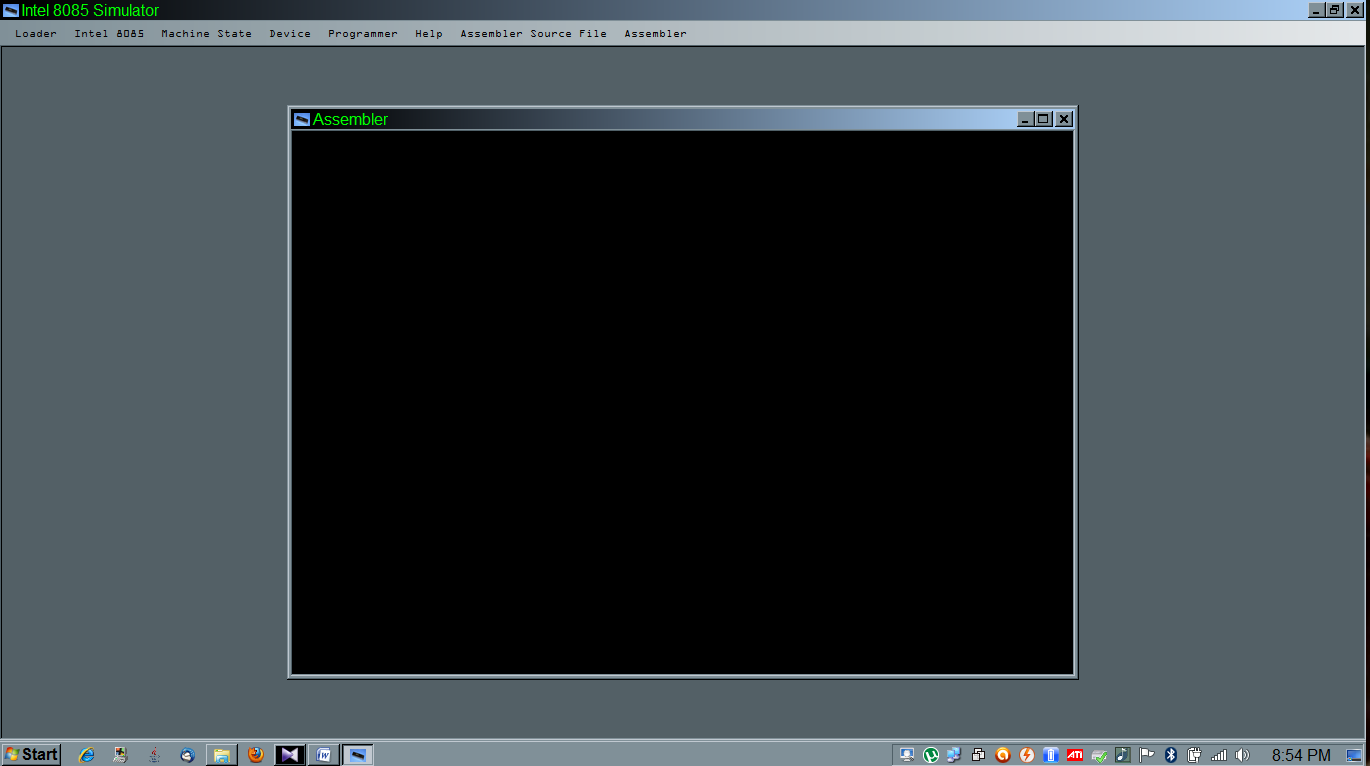 Intel 8085 Simulator
Loader Intel 8085 Machine State Device Programmer Help Assembler Source File Assembler
Assembler
Start
W
ATI
8:54 PM